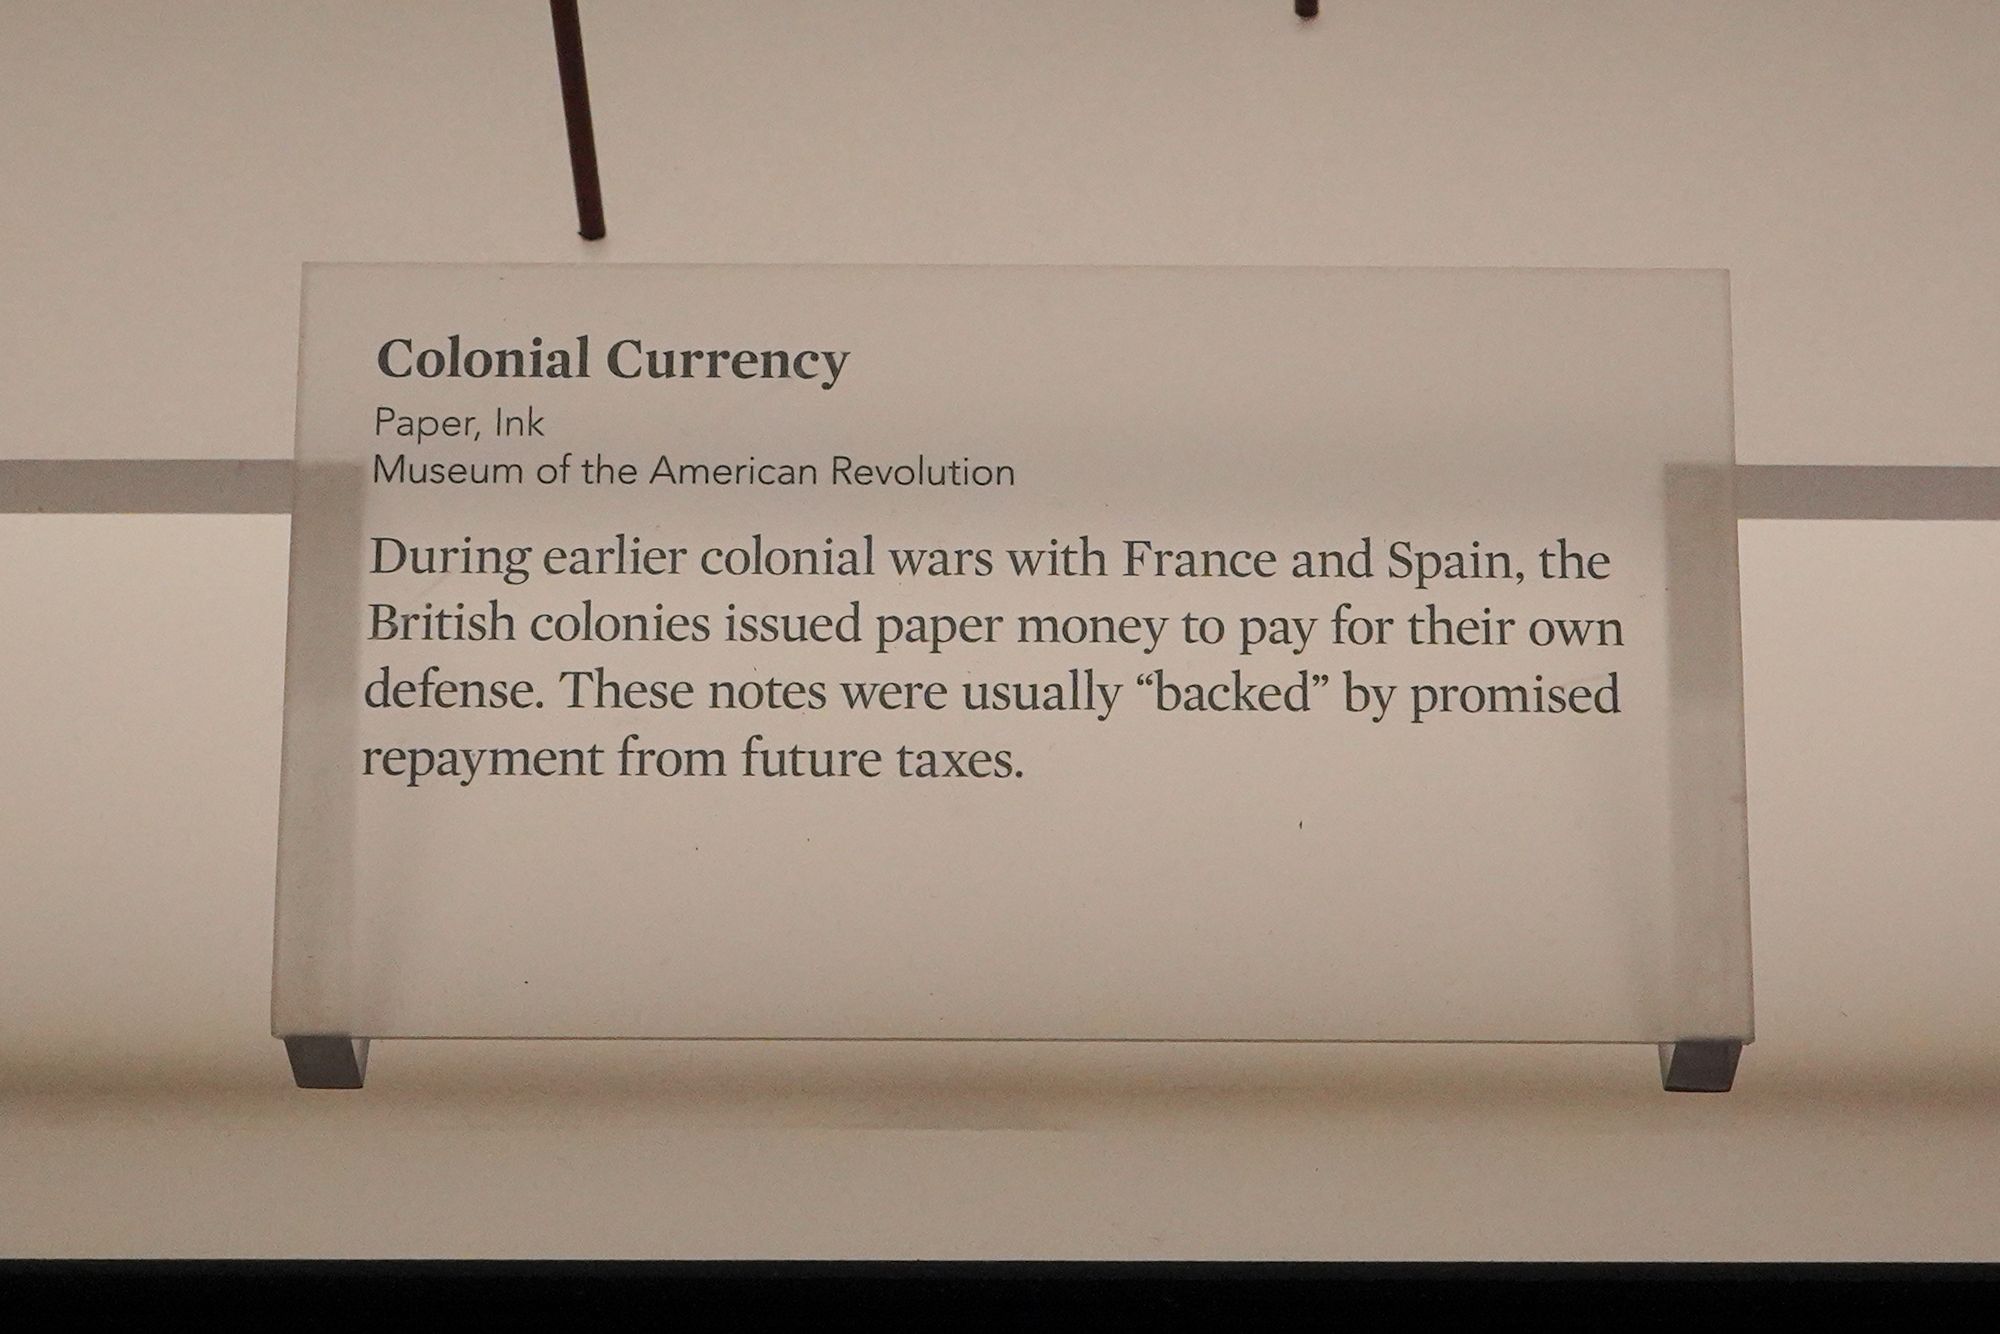 Colonial Currency
Paper, Ink
Museum of the American Revolution
During earlier colonial wars with France and Spain, the
British colonies issued paper money to pay for their own
defense. These notes were usually “backed” by promised
repayment from future taxes.